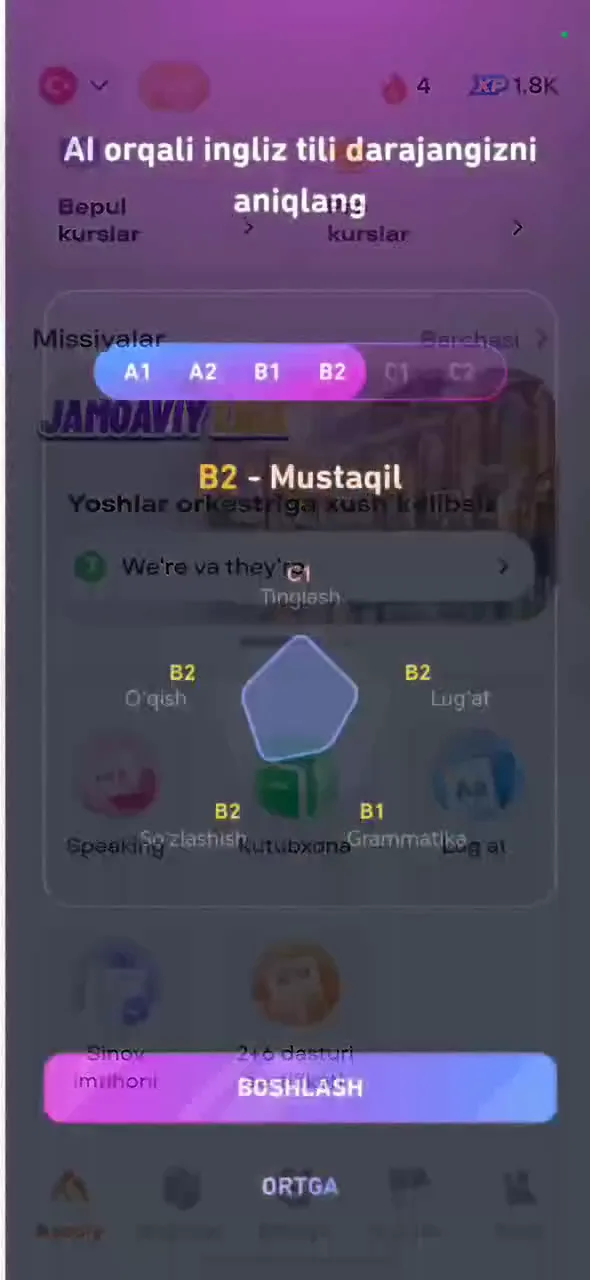 4
XP 1.8K
AI orqali ingliz tili darajangizni
aniqlang
Bepul
kurslar
kurslar
Missiyalar
Barchasi
A1 A2 B1 B2 C1 C2
JAMOAVIY
B2 - Mustaqil
Yoshlar orkestriga xush kelibsiz
We're va they're
C1
Tinglash
B2
O'qish
B2
Lug'at
B2
So'zlashish
B1
Grammatika
Speaking
Kutubxona
Lug'at
Sinov
imtihoni
2+6 dasturi
BOSHLASH
ORTGA